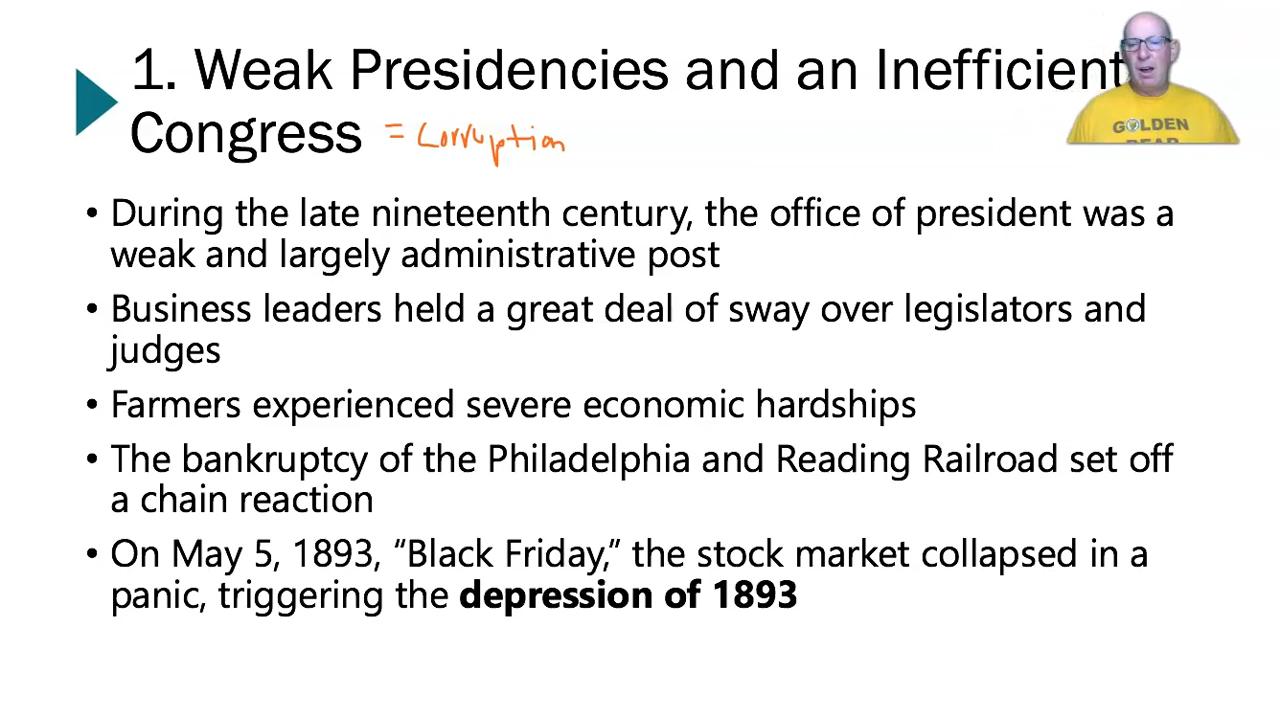 1. Weak Presidencies and an Inefficient
Congress = Corruption
GOLDEN
BEAR
• During the late nineteenth century, the office of president was a
weak and largely administrative post
• Business leaders held a great deal of sway over legislators and
judges
• Farmers experienced severe economic hardships
• The bankruptcy of the Philadelphia and Reading Railroad set off
a chain reaction
• On May 5, 1893, “Black Friday,” the stock market collapsed in a
panic, triggering the depression of 1893